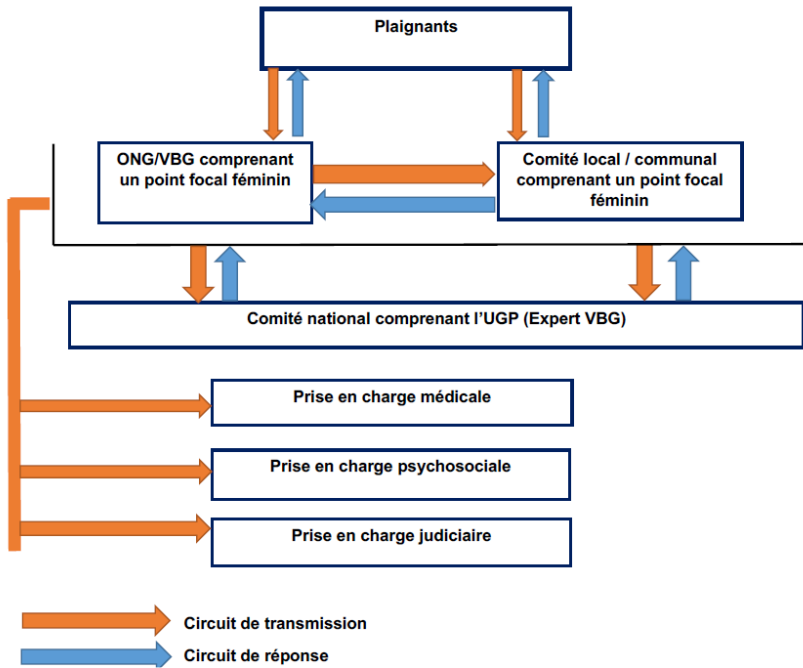 Plaignants
ONG/VBG comprenant
un point focal féminin
Comité local / communal
comprenant un point focal
féminin
Comité national comprenant l'UGP (Expert VBG)
Prise en charge médicale
Prise en charge psychosociale
Prise en charge judiciaire
Circuit de transmission
Circuit de réponse